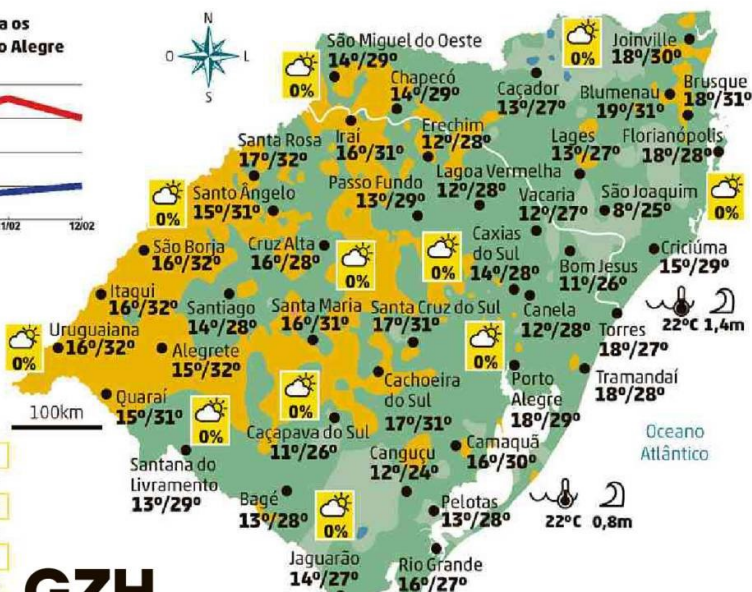 a os
o Alegre
1/02
12/02
N
O
L
S
São Miguel do Oeste
14º/29º
0%
Chapecó
14º/29º
0%
Caçador
13º/27º
Joinville
18º/30º
Blumenau
19º/31º
Brusque
18º/31º
Santa Rosa
17º/32º
Iraí
16º/31º
Erechim
12º/28º
Lages
13º/27º
Florianópolis
18º/28º
0%
Santo Ângelo
15º/31º
Passo Fundo
13º/29º
Lagoa Vermelha
12º/28º
Vacaria
12º/27º
São Joaquim
8º/25º
0%
São Borja
16º/32º
Cruz Alta
16º/28º
0%
0%
Caxias
do Sul
14º/28º
Bom Jesus
11º/26º
Criciúma
15º/29º
Itaqui
16º/32º
Santiago
14º/28º
Santa Maria
16º/31º
Santa Cruz do Sul
17º/31º
Canela
12º/28º
22ºC 1,4m
Torres
18º/27º
0%
Uruguaiana
16º/32º
Alegrete
15º/32º
0%
Tramandaí
18º/28º
Porto
Alegre
18º/29º
Quaraí
15º/31º
100km
0%
0%
Cachoeira
do Sul
17º/31º
Caçapava do Sul
11º/26º
Camaquã
16º/30º
Oceano
Atlântico
Santana do
Livramento
13º/29º
Canguçu
12º/24º
Bagé
13º/28º
0%
Pelotas
13º/28º
22ºC 0,8m
Jaguarão
14º/27º
Rio Grande
16º/27º
GZH